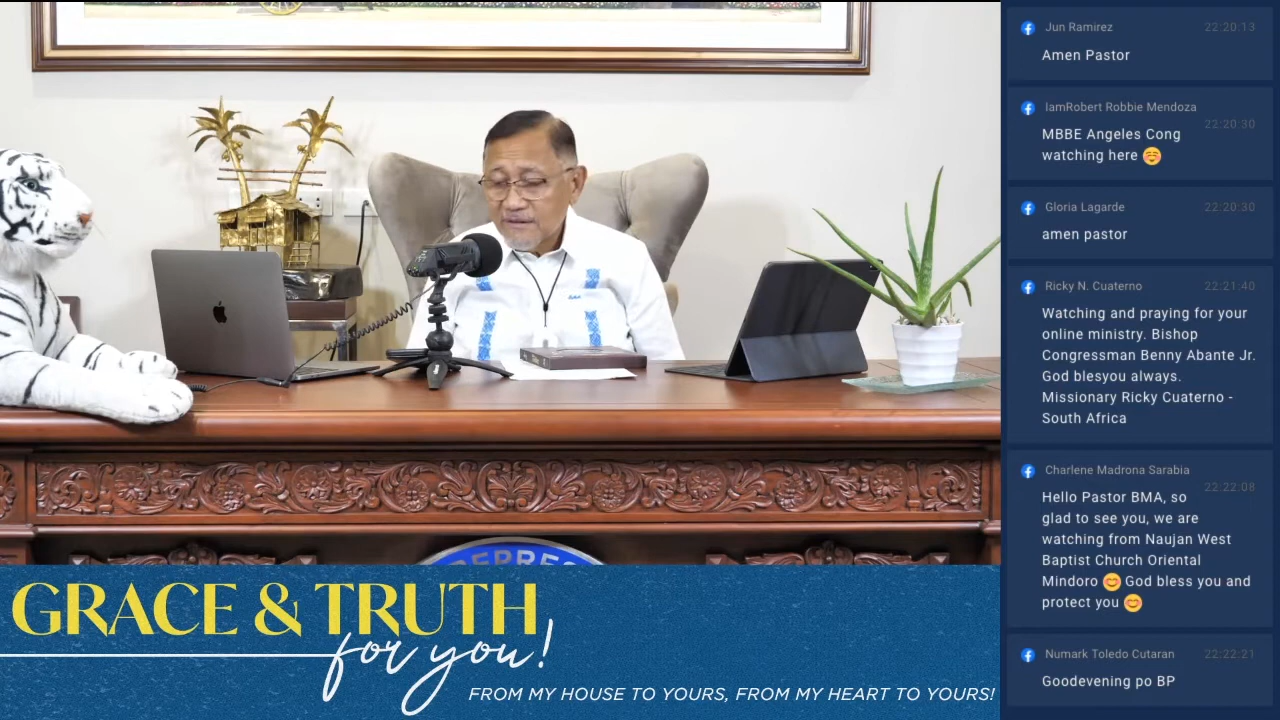 Jun Ramirez 22:20:13
Amen Pastor
IamRobert Robbie Mendoza
22:20:30
MBBE Angeles Cong
watching here 😊
Gloria Lagarde 22:20:30
amen pastor
Ricky N. Cuaterno 22:21:40
Watching and praying for your
online ministry. Bishop
Congressman Benny Abante Jr.
God blesyou always.
Missionary Ricky Cuaterno -
South Africa
Charlene Madrona Sarabia
22:22:08
Hello Pastor BMA, so
glad to see you, we are
watching from Naujan West
Baptist Church Oriental
Mindoro 😊 God bless you and
protect you 😊
Numark Toledo Cutaran 22:22:21
Goodevening po BP
GRACE & TRUTH
for you!
FROM MY HOUSE TO YOURS, FROM MY HEART TO YOURS!